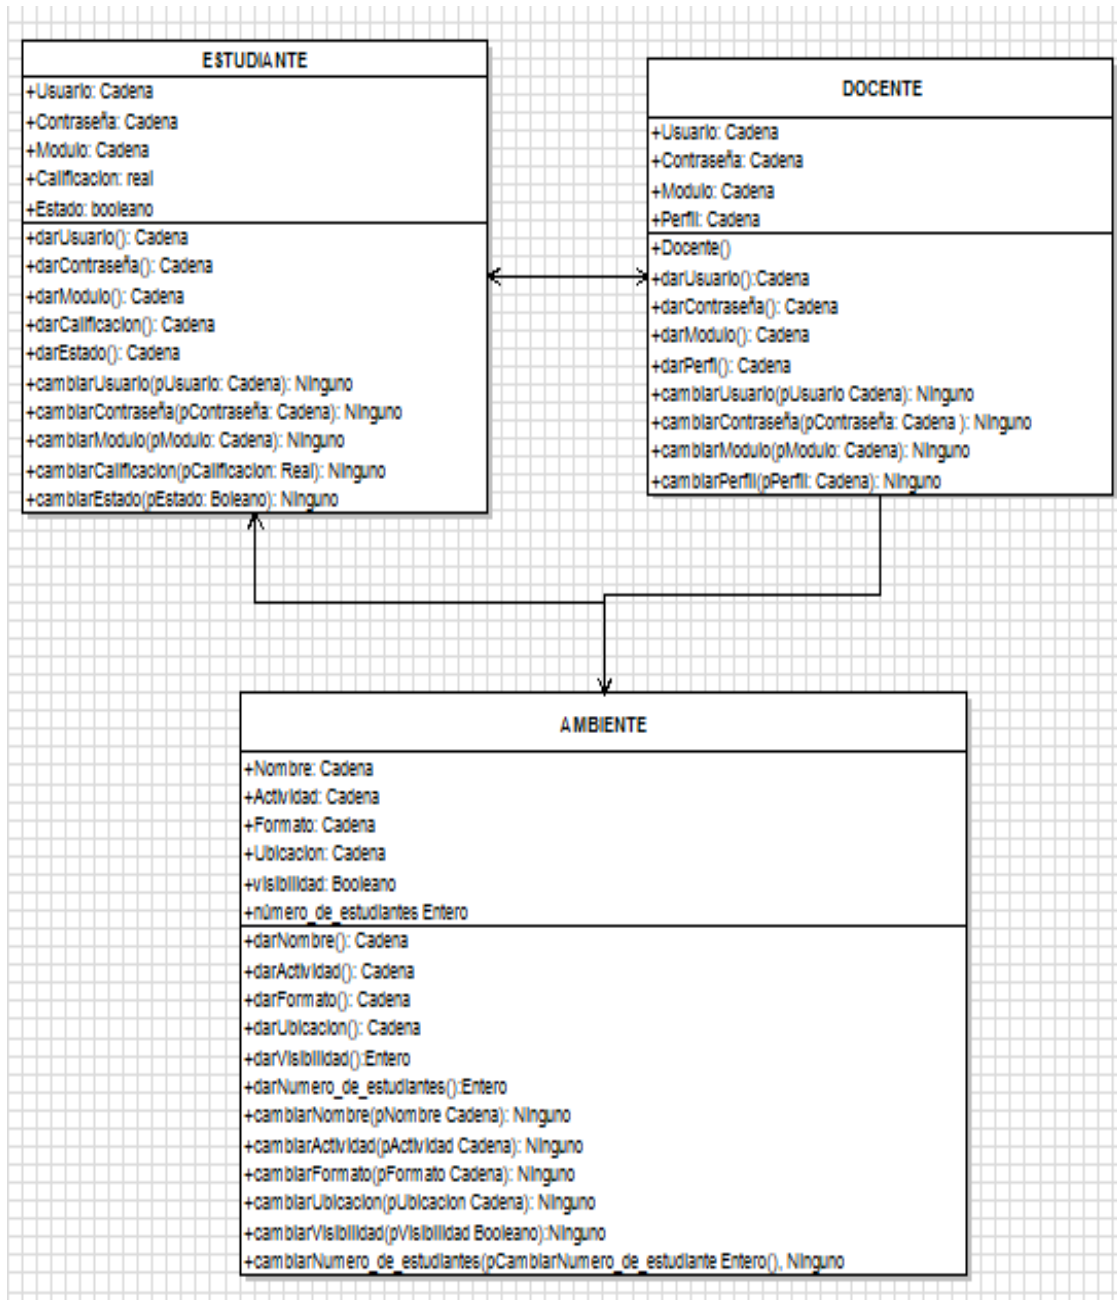 ESTUDIANTE
+Usuario: Cadena
+Contraseña: Cadena
+Modulo: Cadena
+Calificacion: real
+Estado: booleano
+darUsuario(): Cadena
+darContraseña(): Cadena
+darModulo(): Cadena
+darCalificacion(): Cadena
+darEstado(): Cadena
+cambiarUsuario(pUsuario: Cadena): Ninguno
+cambiarContraseña(pContraseña: Cadena): Ninguno
+cambiarModulo(pModulo: Cadena): Ninguno
+cambiarCalificacion(pCalificacion: Real): Ninguno
+cambiarEstado(pEstado: Boleano): Ninguno
DOCENTE
+Usuario: Cadena
+Contraseña: Cadena
+Modulo: Cadena
+Perfil: Cadena
+Docente()
+darUsuario():Cadena
+darContraseña(): Cadena
+darModulo(): Cadena
+darPerfi(): Cadena
+cambiarUsuario(pUsuario Cadena): Ninguno
+cambiarContraseña(pContraseña: Cadena ): Ninguno
+cambiarModulo(pModulo: Cadena): Ninguno
+cambiarPerfil(pPerfil: Cadena): Ninguno
AMBIENTE
+Nombre: Cadena
+Actividad: Cadena
+Formato: Cadena
+Ubicacion: Cadena
+visibilidad: Booleano
+número_de_estudiantes Entero
+darNombre(): Cadena
+darActividad(): Cadena
+darFormato(): Cadena
+darUbicacion(): Cadena
+darVisibilidad():Entero
+darNumero_de_estudiantes():Entero
+cambiarNombre(pNombre Cadena): Ninguno
+cambiarActividad(pActividad Cadena): Ninguno
+cambiarFormato(pFormato Cadena): Ninguno
+cambiarUbicacion(pUbicacion Cadena): Ninguno
+cambiarVisibilidad(pVisibilidad Booleano):Ninguno
+cambiarNumero_de_estudiantes(pCambiarNumero_de_estudiante Entero(), Ninguno